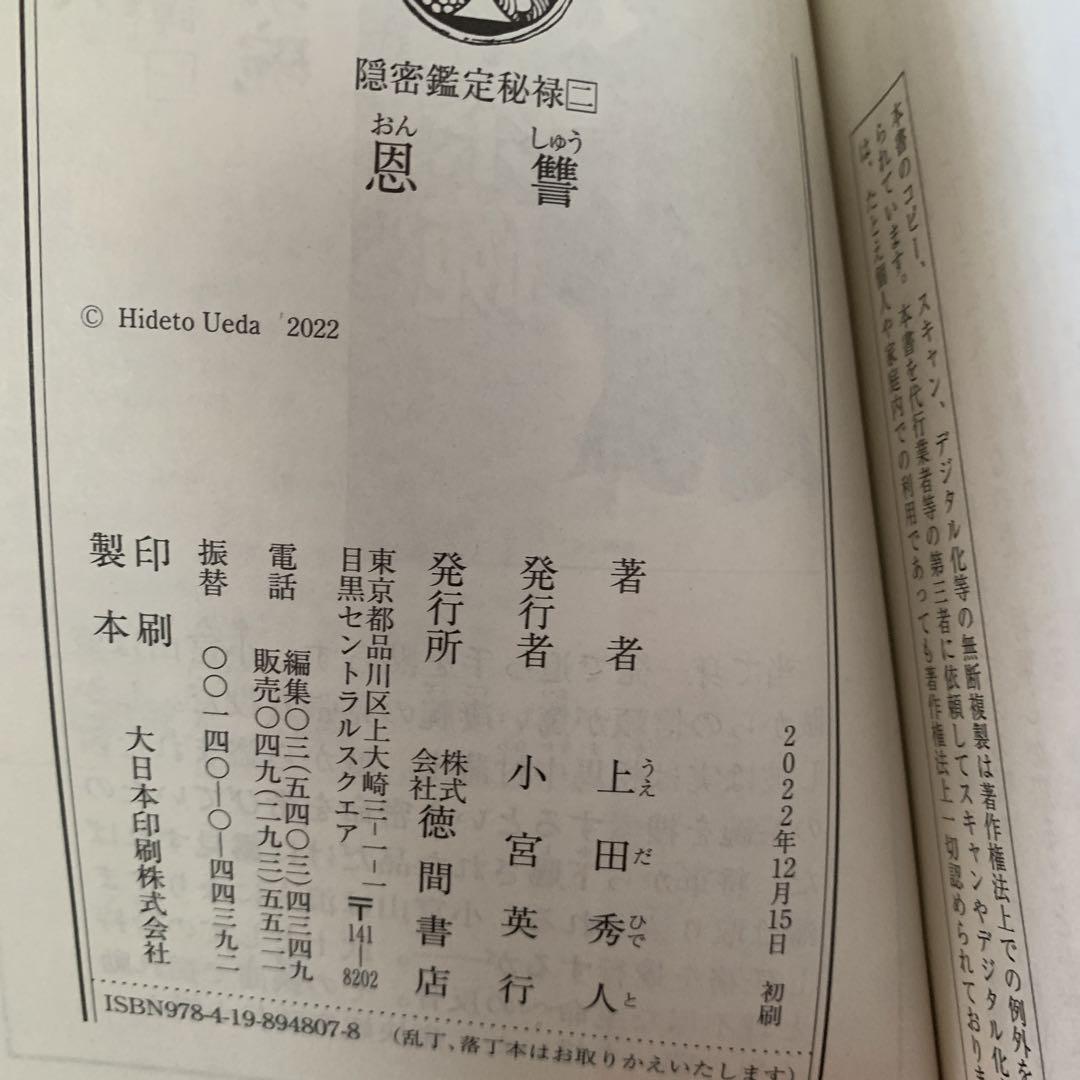 隠密鑑定秘禄二
おんしゅう
恩讐
© Hideto Ueda 2022
2022年12月15日 初刷
著者 上田秀人
うえだひでと
発行者 小宮英行
発行所 株式会社徳間書店
東京都品川区上大崎三-一-一
目黒セントラルスクエア 〒141-8202
電話 編集〇三(五四〇三)四三四九
販売〇四九(二九三)五五二一
振替 〇〇一四〇-〇-四四三九二
印刷
製本 大日本印刷株式会社
ISBN978-4-19-894807-8 (乱丁、落丁本はお取りかえいたします)
本書のコピー、スキャン、デジタル化等の無断複製は著作権法上での例外を
られています。本書を代行業者等の第三者に依頼してスキャンやデジタル化
は、たとえ個人や家庭内での利用であっても著作権法上一切認められておりま